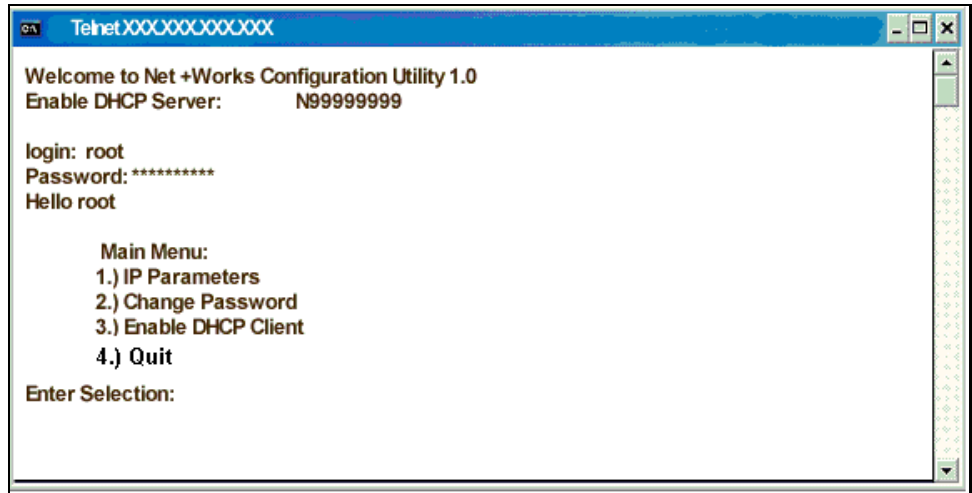 Telnet XXX.XXX.XXX.XXX
Welcome to Net +Works Configuration Utility 1.0
Enable DHCP Server: N99999999
login: root
Password: **********
Hello root
Main Menu:
1.) IP Parameters
2.) Change Password
3.) Enable DHCP Client
4.) Quit
Enter Selection: